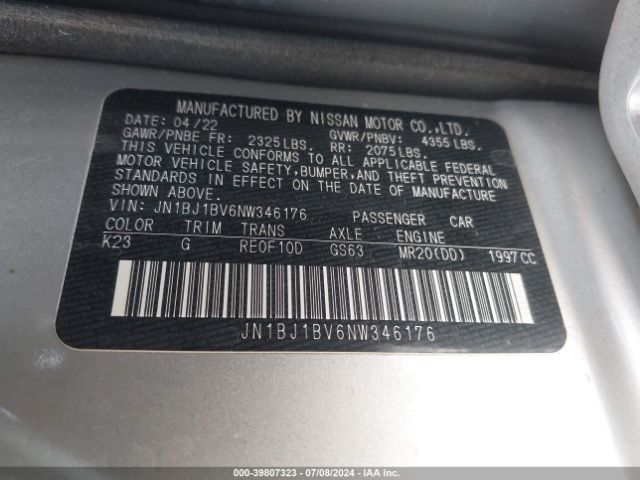 MANUFACTURED BY NISSAN MOTOR CO.,LTD.
DATE: 04/22 GVWR/PNBV: 4355 LBS.
GAWR/PNBE FR: 2325 LBS. RR: 2075 LBS.
THIS VEHICLE CONFORMS TO ALL APPLICABLE FEDERAL
MOTOR VEHICLE SAFETY, BUMPER, AND THEFT PREVENTION
STANDARDS IN EFFECT ON THE DATE OF MANUFACTURE
SHOWN ABOVE.
VIN: JN1BJ1BV6NW346176 PASSENGER CAR
COLOR TRIM TRANS AXLE ENGINE
K23 G RE0F10D GS63 MR20(DD) 1997CC
JN1BJ1BV6NW346176
000-39807323 | 07/08/2024 | IAA, Inc.